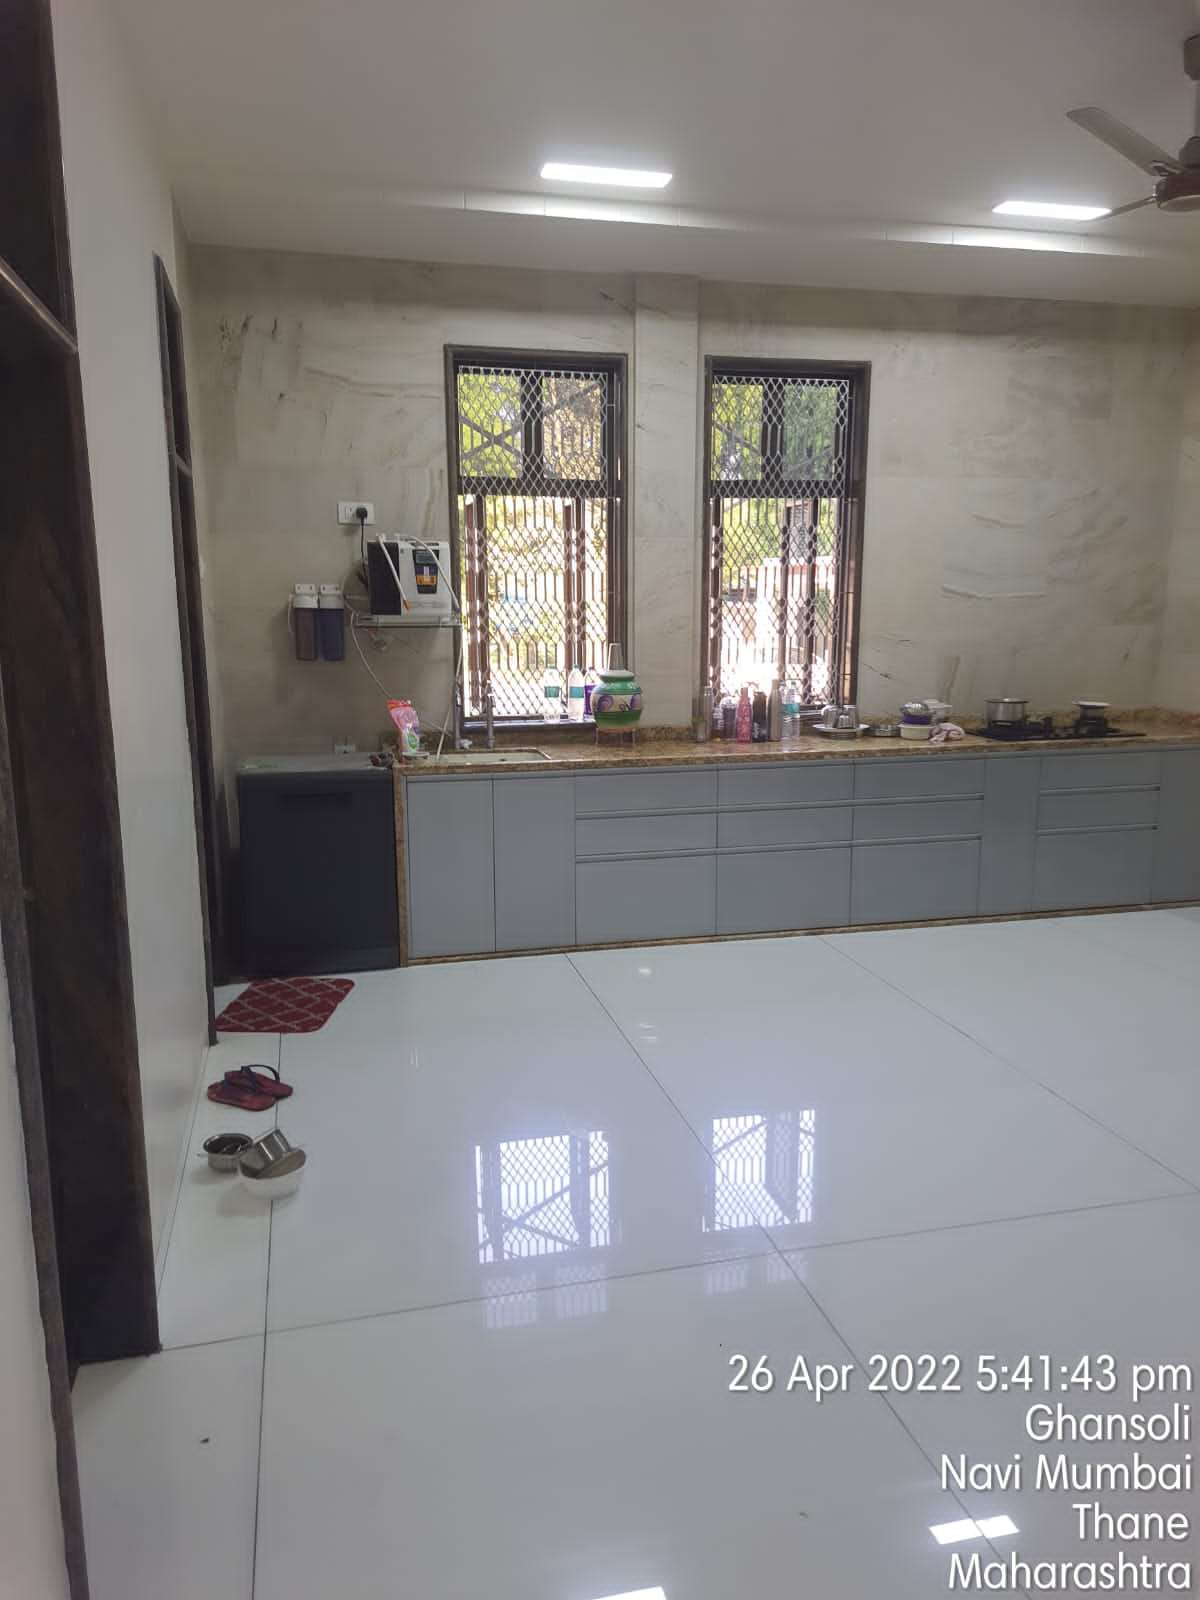 26 Apr 2022 5:41:43 pm
Ghansoli
Navi Mumbai
Thane
Maharashtra